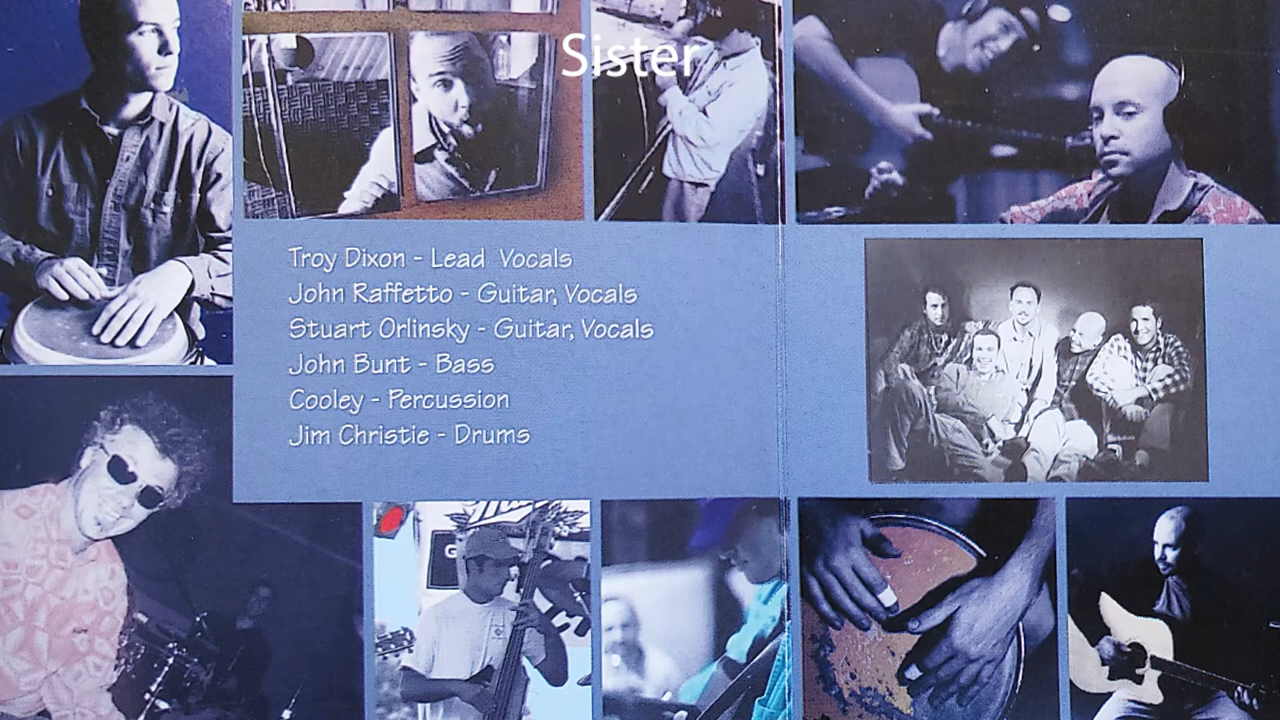 Sister
Troy Dixon - Lead Vocals
John Raffetto - Guitar, Vocals
Stuart Orlinsky - Guitar, Vocals
John Bunt - Bass
Cooley - Percussion
Jim Christie - Drums